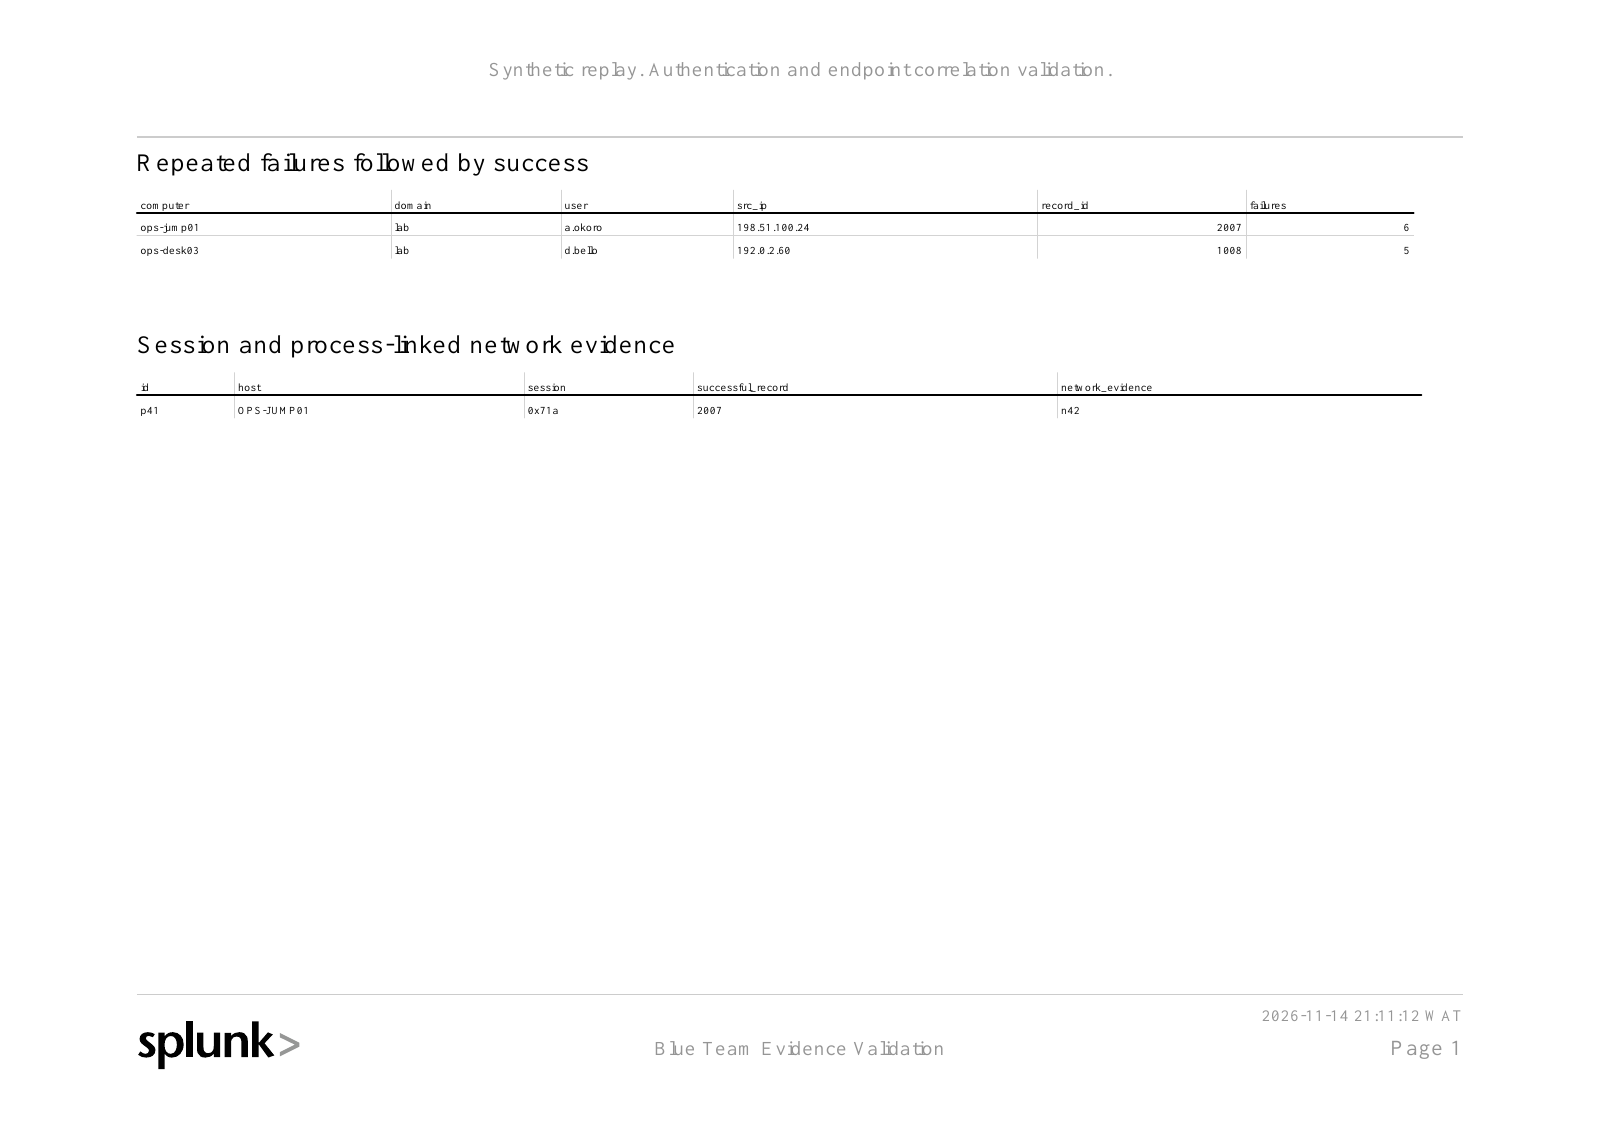 Synthetic replay. Authentication and endpoint correlation validation.
Repeated failures followed by success
computer domain user src_ip record_id failures
ops-jump01 lab a.okoro 198.51.100.24 2007 6
ops-desk03 lab d.bello 192.0.2.60 1008 5
Session and process-linked network evidence
id host session successful_record network_evidence
p41 OPS-JUMP01 0x71a 2007 n42
2026-11-14 21:11:12 WAT
splunk>
Blue Team Evidence Validation
Page 1